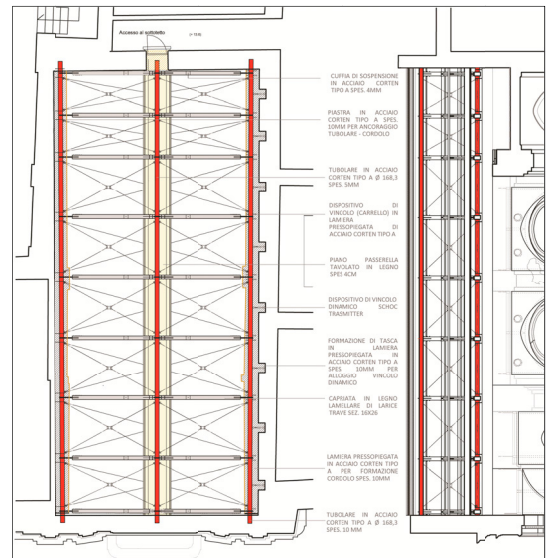 Accesso al sottotetto
CUFFIA DI SOSPENSIONE
IN ACCIAIO CORTEN
TIPO A SPES. 4MM
PIASTRA IN ACCIAIO
CORTEN TIPO A SPES.
10MM PER ANCORAGGIO
TUBOLARE - CORDOLO
TUBOLARE IN ACCIAIO
CORTEN TIPO A Ø 168,3
SPES. 5MM
DISPOSITIVO DI
VINCOLO (CARRELLO) IN
LAMIERA
PRESSOPIEGATA DI
ACCIAIO CORTEN TIPO A
PIANO PASSERELLA
TAVOLATO IN LEGNO
SPES 4CM
DISPOSITIVO DI VINCOLO
DINAMICO SCHOC
TRASMITTER
FORMAZIONE DI TASCA
IN LAMIERA
PRESSOPIEGATA IN
ACCIAIO CORTEN TIPO A
SPES 10MM PER
ALLOGGIO VINCOLO
DINAMICO
CAPRIATA IN LEGNO
LAMELLARE DI LARICE
TRAVE SEZ. 16X26
LAMIERA PRESSOPIEGATA
IN ACCIAIO CORTEN TIPO
A PER FORMAZIONE
CORDOLO SPES. 10MM
TUBOLARE IN ACCIAIO
CORTEN TIPO A Ø 168,3
SPES. 10 MM